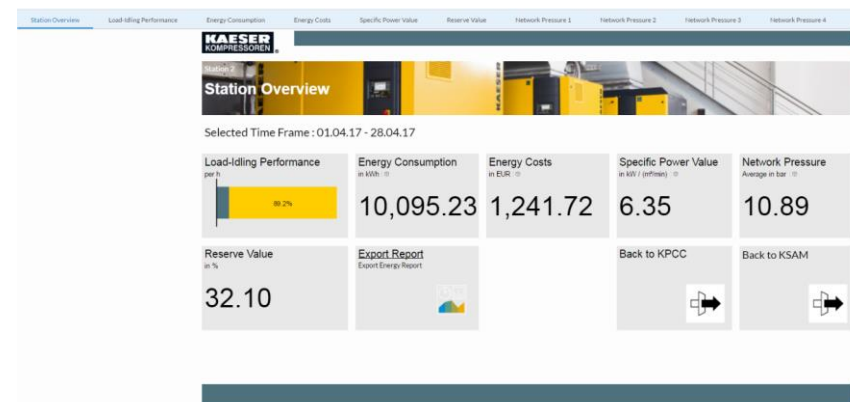 Station Overview
Load-Idling Performance
Energy Consumption
Energy Costs
Specific Power Value
Reserve Value
Network Pressure 1
Network Pressure 2
Network Pressure 3
Network Pressure 4
KAESER
KOMPRESSOREN
Station 2
Station Overview
KAESER
Selected Time Frame : 01.04.17 - 28.04.17
Load-Idling Performance
per h
89.2%
Energy Consumption
in kWh
10,095.23
Energy Costs
in EUR
1,241.72
Specific Power Value
in kW / (m³/min)
6.35
Network Pressure
Average in bar
10.89
Reserve Value
in %
32.10
Export Report
Export Energy Report
Back to KPCC
Back to KSAM